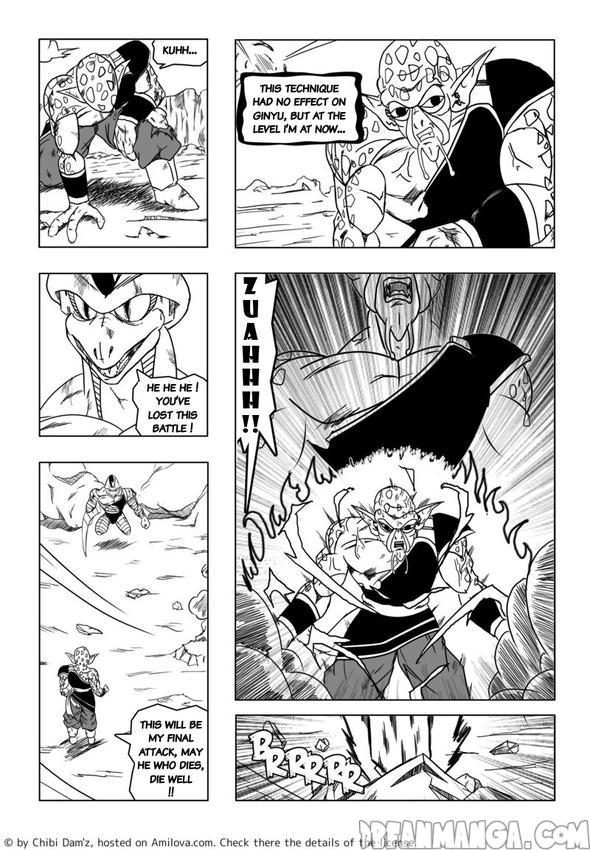 KUHH...
THIS TECHNIQUE
HAD NO EFFECT ON
GINYU, BUT AT THE
LEVEL I'M AT NOW...
HE HE HE !
YOU'VE
LOST THIS
BATTLE !
ZUAHHH!!
THIS WILL BE
MY FINAL
ATTACK, MAY
HE WHO DIES,
DIE WELL
!!
BRRRRRR
DREANMANGA.COM
© by Chibi Dam'z, hosted on Amilova.com. Check there the details of the license.